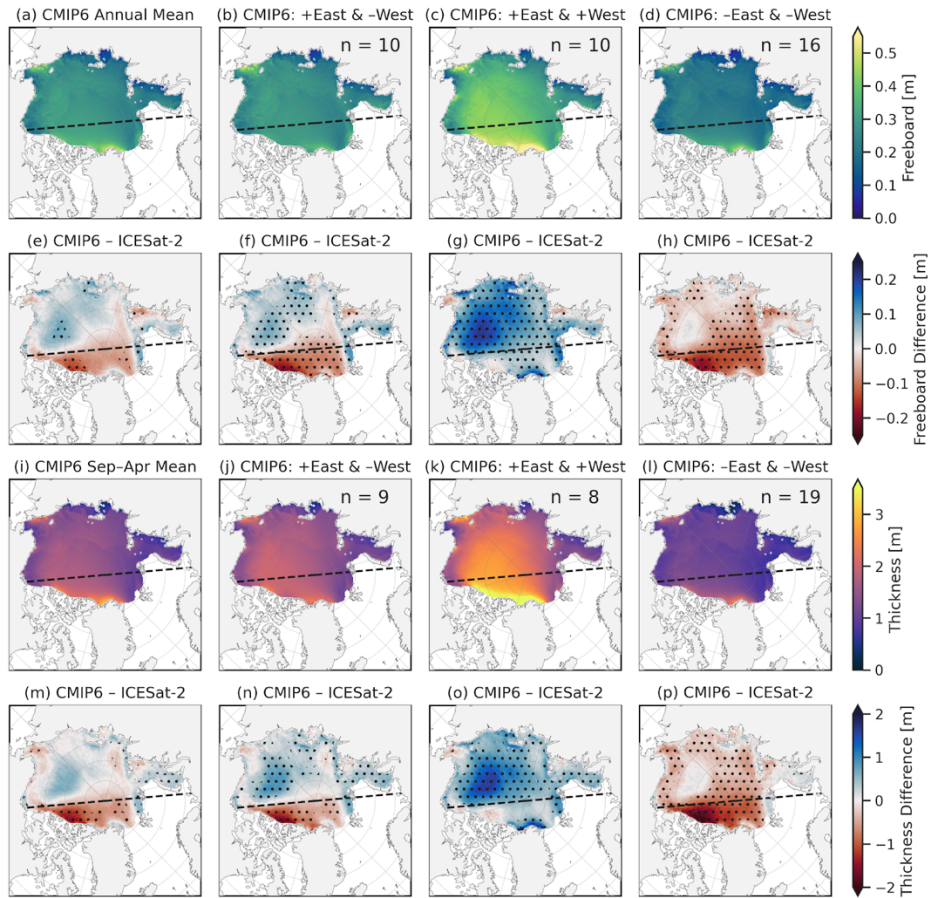 (a) CMIP6 Annual Mean
(b) CMIP6: +East & –West
(c) CMIP6: +East & +West
(d) CMIP6: –East & –West
n = 10
n = 10
n = 16
0.5
0.4
0.3
0.2
0.1
0.0
Freeboard [m]
(e) CMIP6 – ICESat-2
(f) CMIP6 – ICESat-2
(g) CMIP6 – ICESat-2
(h) CMIP6 – ICESat-2
0.2
0.1
0.0
−0.1
−0.2
Freeboard Difference [m]
(i) CMIP6 Sep–Apr Mean
(j) CMIP6: +East & –West
(k) CMIP6: +East & +West
(l) CMIP6: –East & –West
n = 9
n = 8
n = 19
3
2
1
0
Thickness [m]
(m) CMIP6 – ICESat-2
(n) CMIP6 – ICESat-2
(o) CMIP6 – ICESat-2
(p) CMIP6 – ICESat-2
2
1
0
−1
−2
Thickness Difference [m]